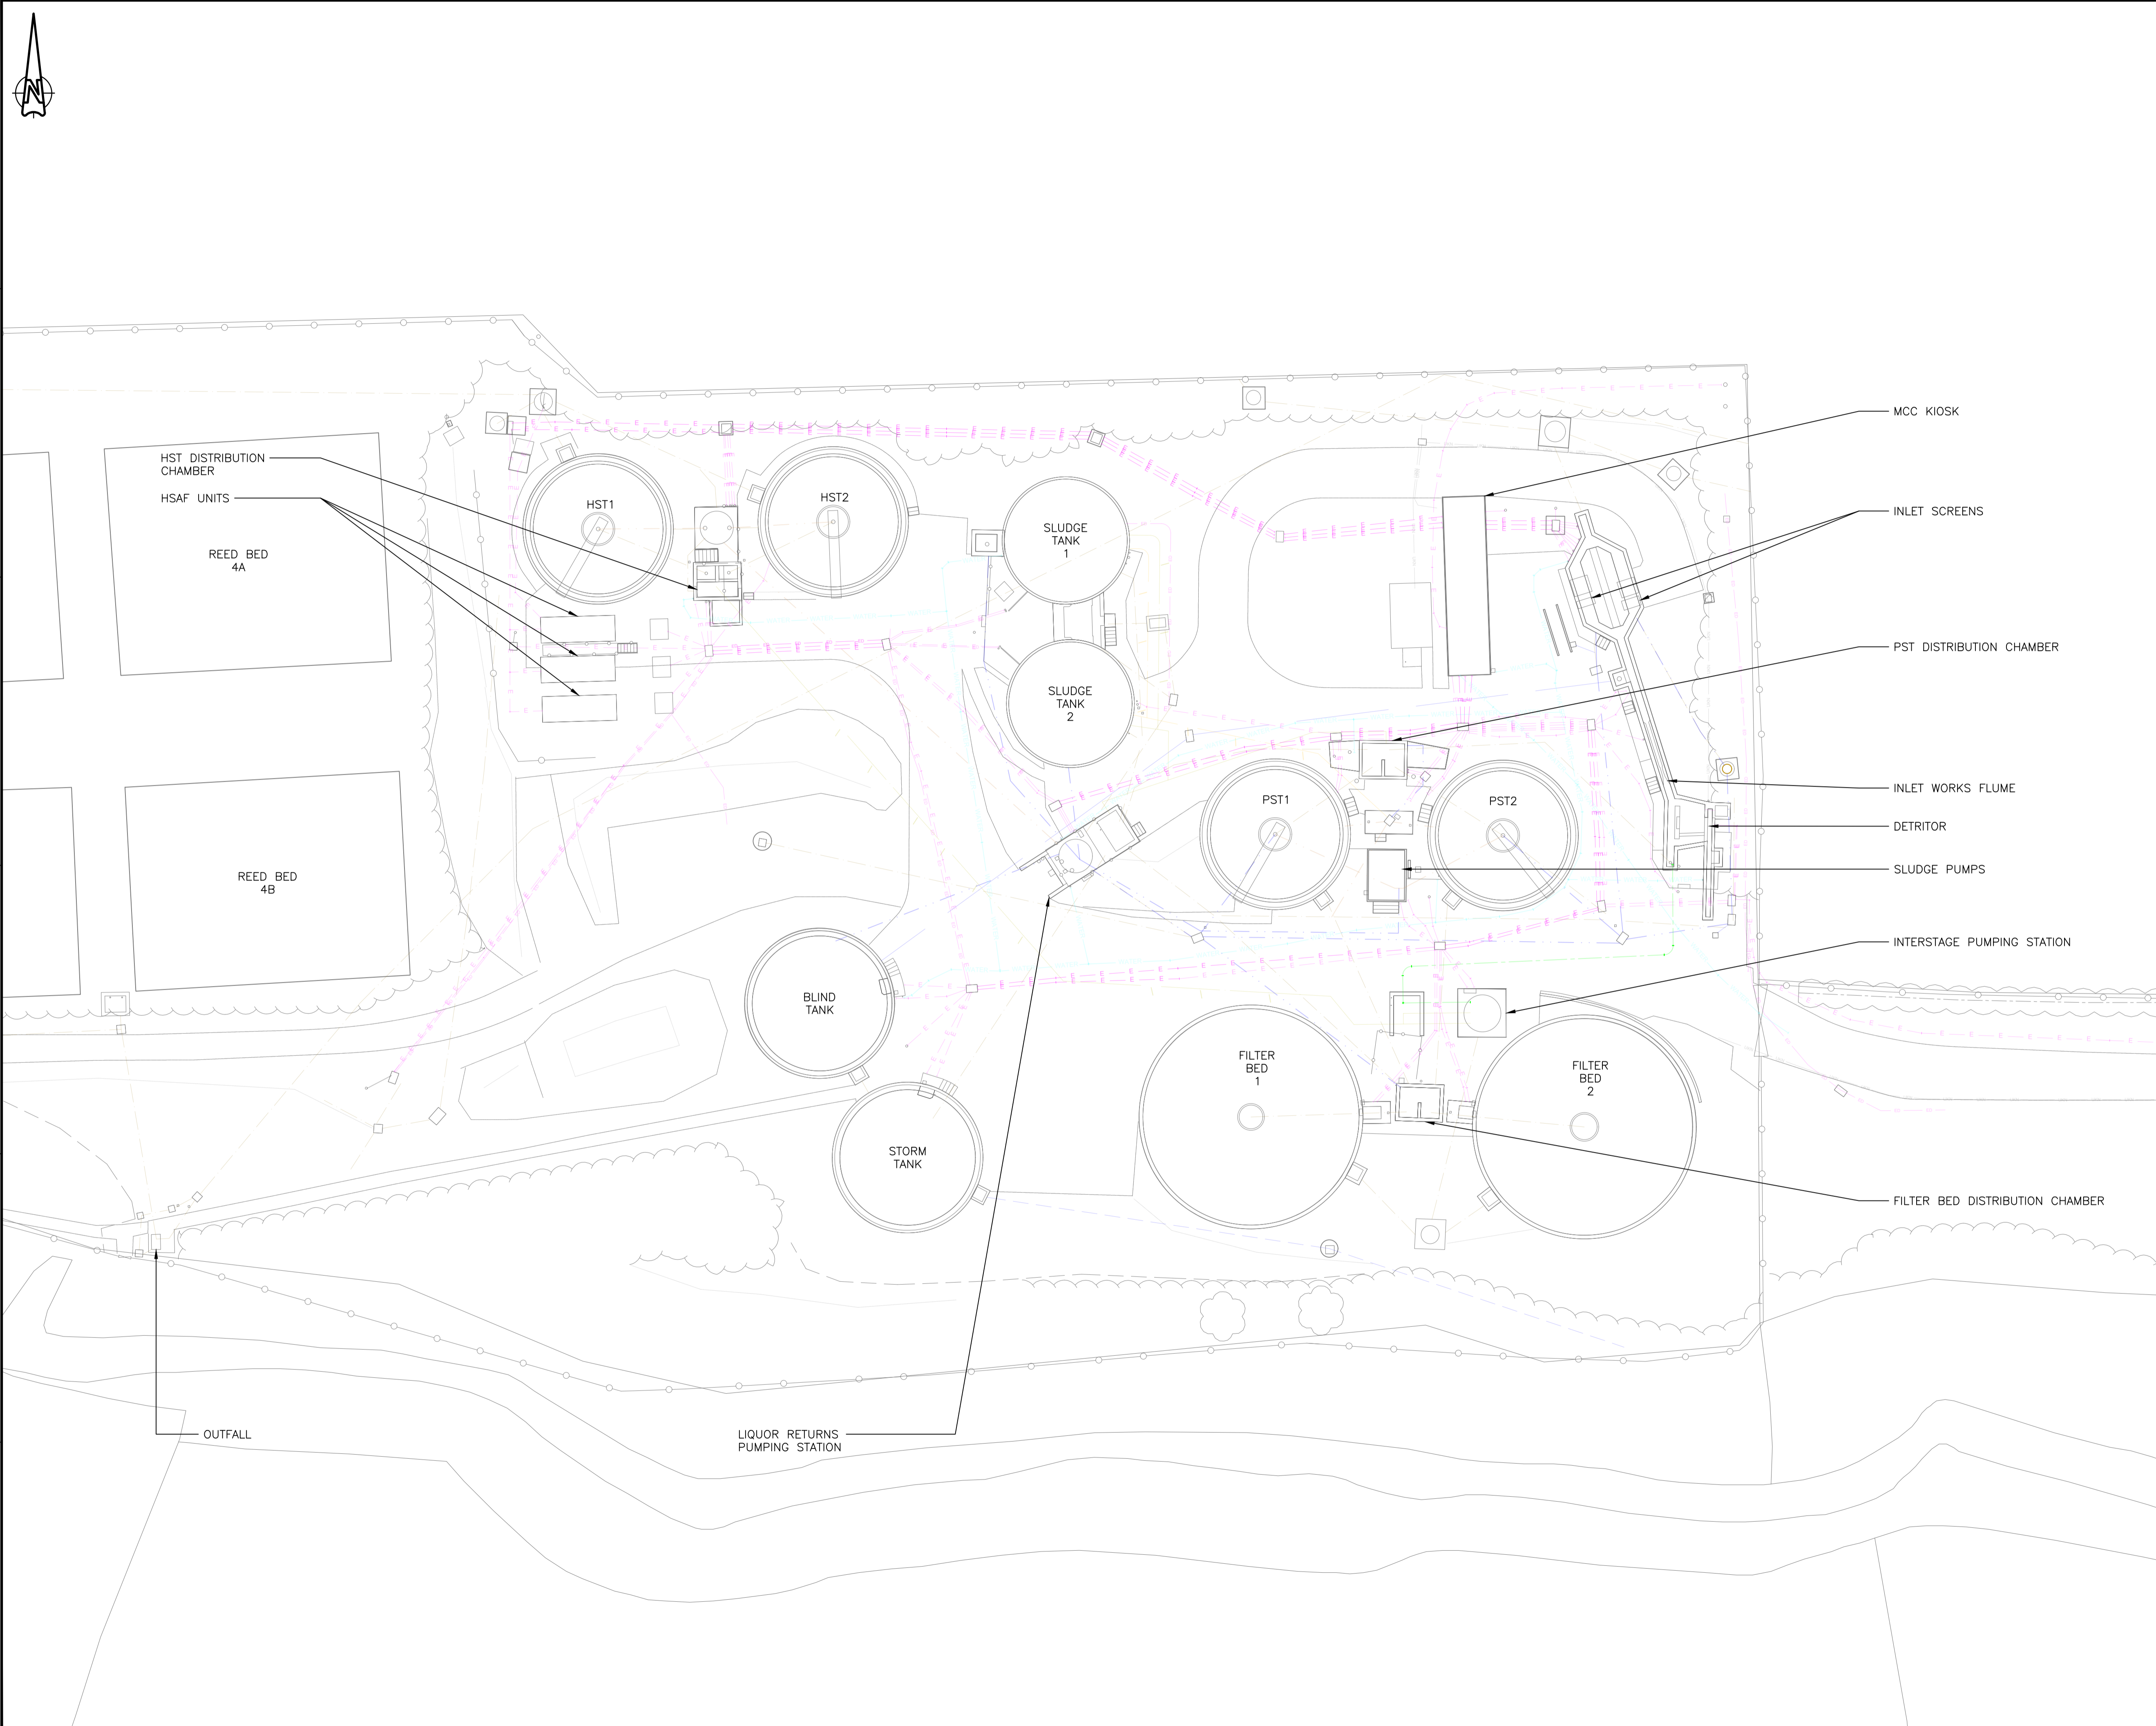 N
MCC KIOSK
HST DISTRIBUTION
CHAMBER
HSAF UNITS
HST1
HST2
SLUDGE
TANK
1
INLET SCREENS
REED BED
4A
PST DISTRIBUTION CHAMBER
SLUDGE
TANK
2
INLET WORKS FLUME
PST1
PST2
DETRITOR
SLUDGE PUMPS
REED BED
4B
INTERSTAGE PUMPING STATION
BLIND
TANK
FILTER
BED
1
FILTER
BED
2
STORM
TANK
FILTER BED DISTRIBUTION CHAMBER
OUTFALL
LIQUOR RETURNS
PUMPING STATION